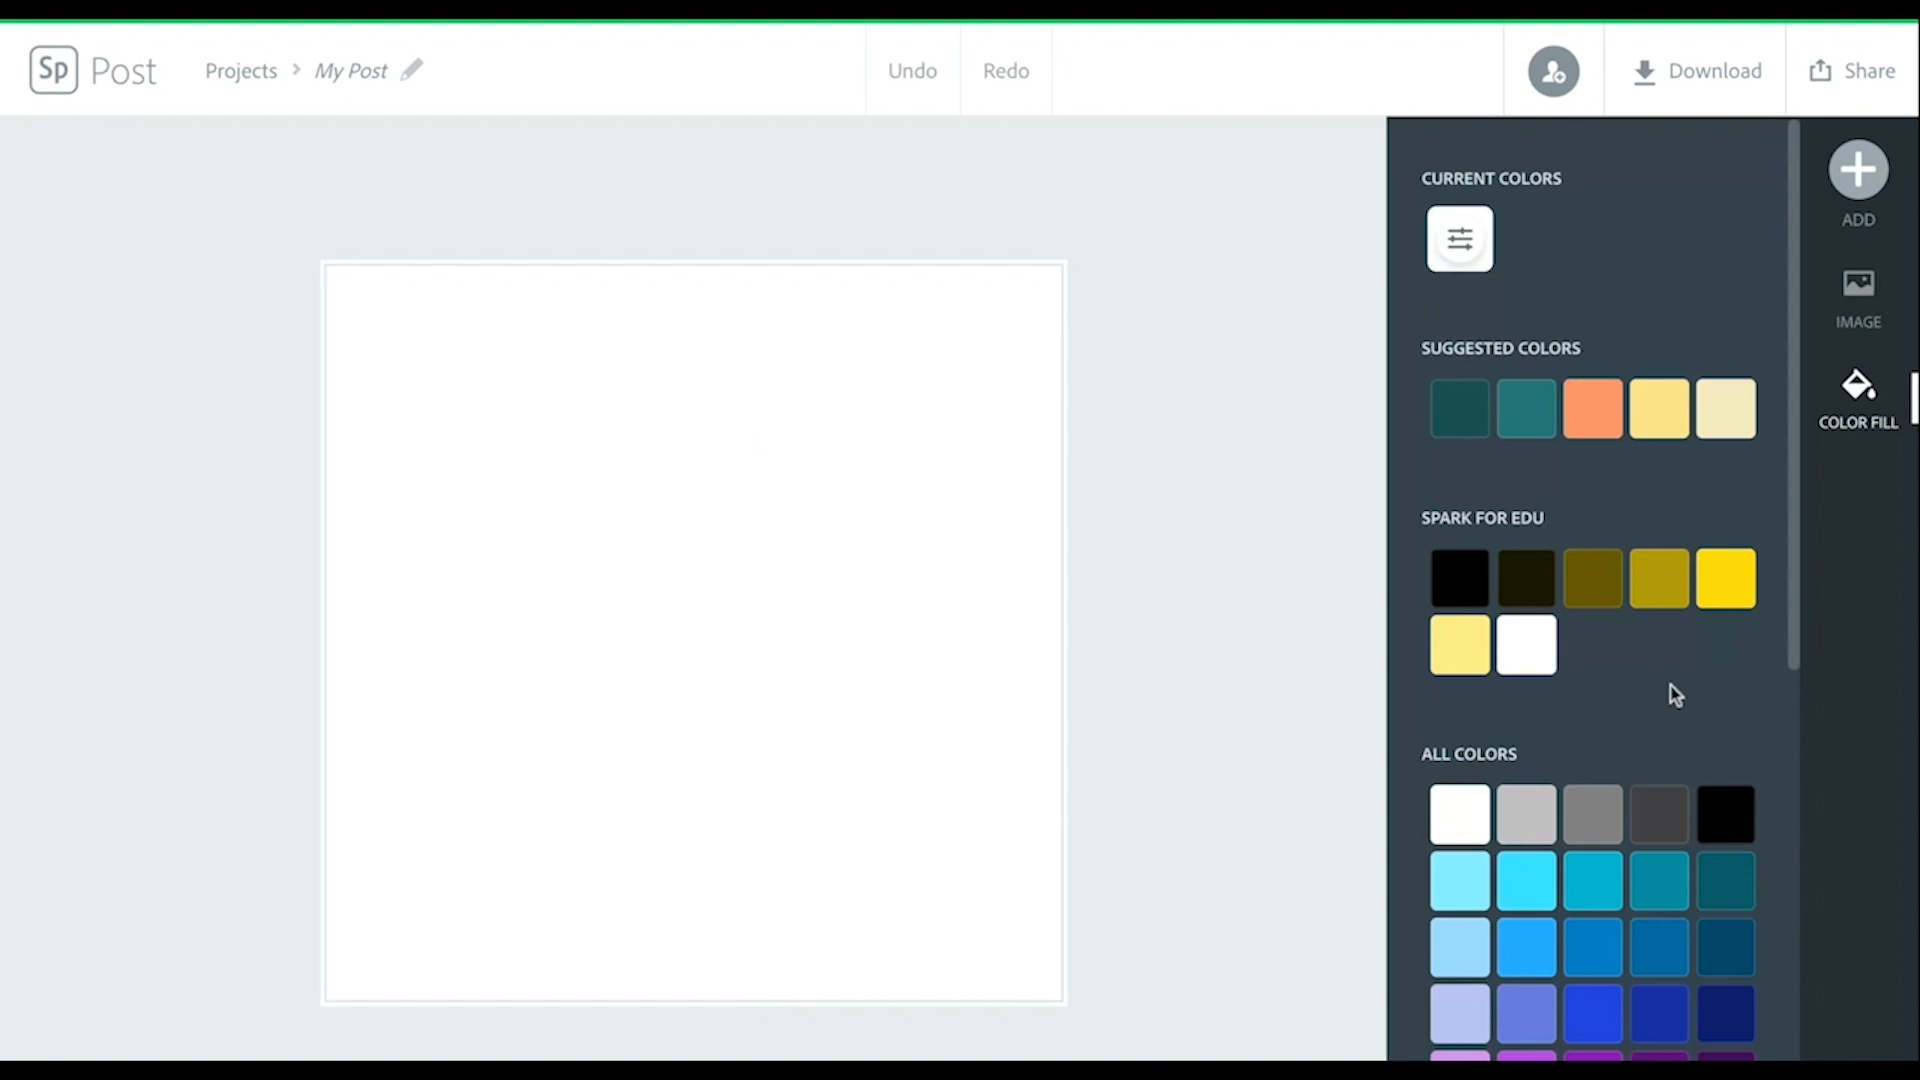 Sp Post Projects > My Post Undo Redo Download Share
CURRENT COLORS
ADD
IMAGE
SUGGESTED COLORS
COLOR FILL
SPARK FOR EDU
ALL COLORS